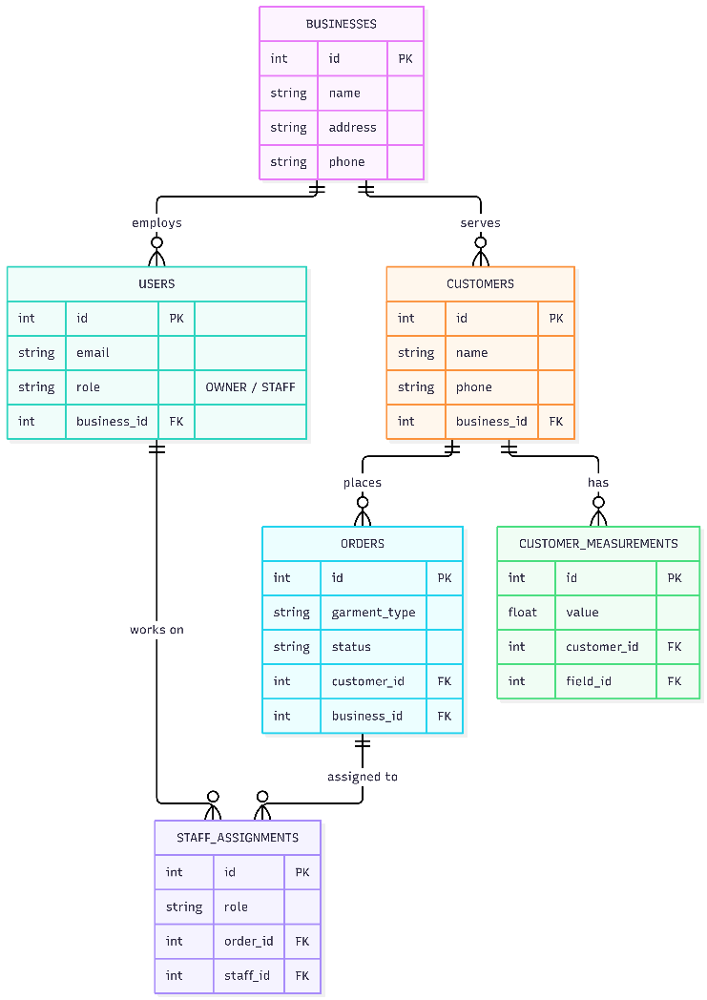 BUSINESSES
int id PK
string name
string address
string phone
employs
serves
USERS
int id PK
string email
string role OWNER / STAFF
int business_id FK
CUSTOMERS
int id PK
string name
string phone
int business_id FK
places
has
ORDERS
int id PK
string garment_type
string status
int customer_id FK
int business_id FK
CUSTOMER_MEASUREMENTS
int id PK
float value
int customer_id FK
int field_id FK
works on
assigned to
STAFF_ASSIGNMENTS
int id PK
string role
int order_id FK
int staff_id FK